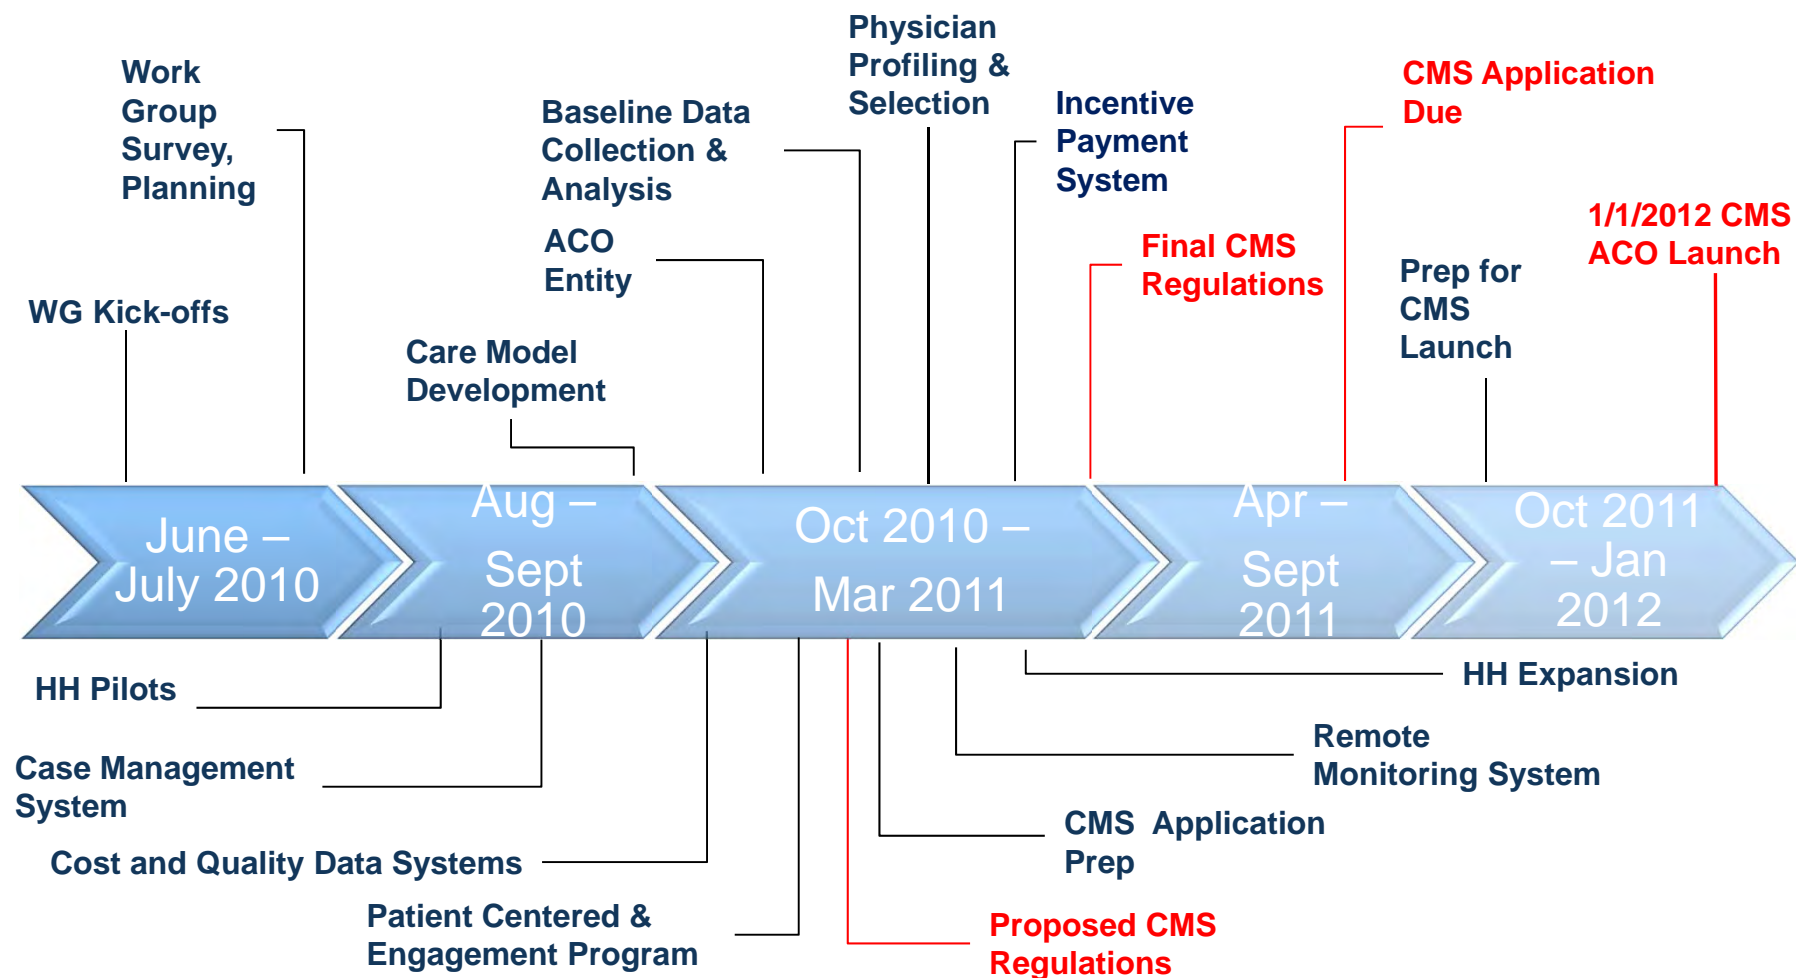 Physician
Profiling &
Selection
Work
Group
Survey,
Planning
Baseline Data
Collection &
Analysis
Incentive
Payment
System
CMS Application
Due
1/1/2012 CMS
ACO Launch
ACO
Entity
Final CMS
Regulations
Prep for
CMS
Launch
WG Kick-offs
Care Model
Development
June –
July 2010
Aug –
Sept
2010
Oct 2010 –
Mar 2011
Apr –
Sept
2011
Oct 2011
– Jan
2012
HH Pilots
HH Expansion
Case Management
System
Remote
Monitoring System
Cost and Quality Data Systems
CMS  Application
Prep
Patient Centered &
Engagement Program
Proposed CMS
Regulations